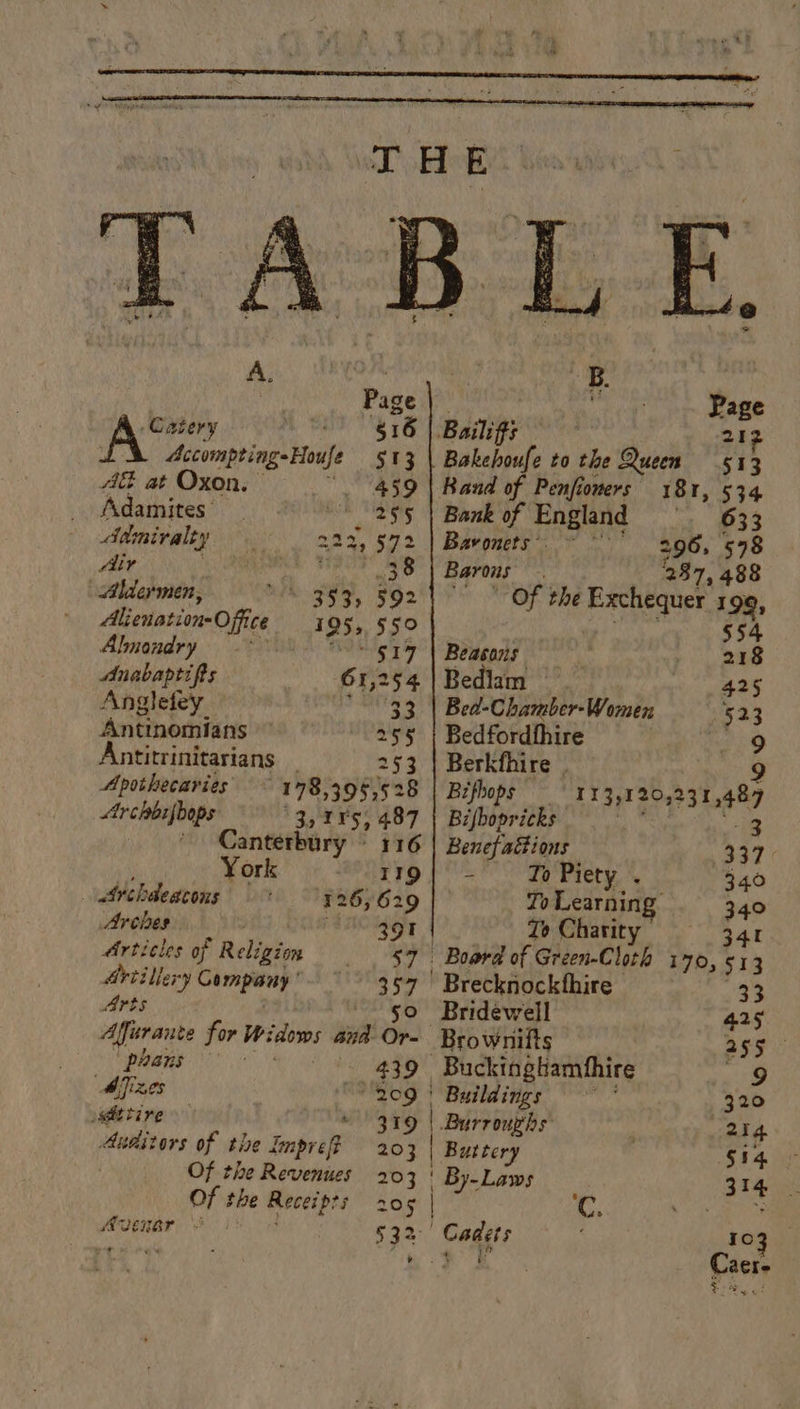 THE
TABLE.
A.
Page
ACatery 516
Accompting-Houſe 513
Act at Oxon. 459
Adamites 255
Admiralty 222, 572
Air 38
Aldermen, 353, 592
Alienation-Office 195, 550
Almondry 517
Anabaptiſts 61,254
Angleſey 33
Antinomians 255
Antitrinitarians 253
Apothecaries 178,395,528
Archbiſhops 3, 115, 487
Canterbury 116
York 119
Archdeacons 126, 629
Arches 391
Articles of Religion 57
Artillery Company 357
Arts 50
Aſſurance for Widows and Or-
phans 439
Aſſizes 209
Attire 319
Auditors of the Impreſt 203
Of the Revenues 203
Of the Receipts 205
Avenar 532
B.
Page
Bailiffs 212
Bakehouſe to the Queen 513
Band of Penſioners 181, 534
Bank of England 633
Baronets 296, 598
Barons 287, 488
Of the Exchequer 199,
554
Beacons 218
Bedlam 425
Bed-Chamber-Women 523
Bedfordſhire 9
Berkſhire 9
Biſhops 113,120,231,487
Biſhopricks 3
Benefactions 337
To Piety 340
To Learning 340
To Charity 341
Board of Green-Cloth 170, 513
Brecknockſhire 33
Bridewell 425
Browniſts 255
Buckinghamſhire 9
Buildings 320
Burroughs 214
Buttery 514
By-Laws 314
C.
Cadets 103
Caer-